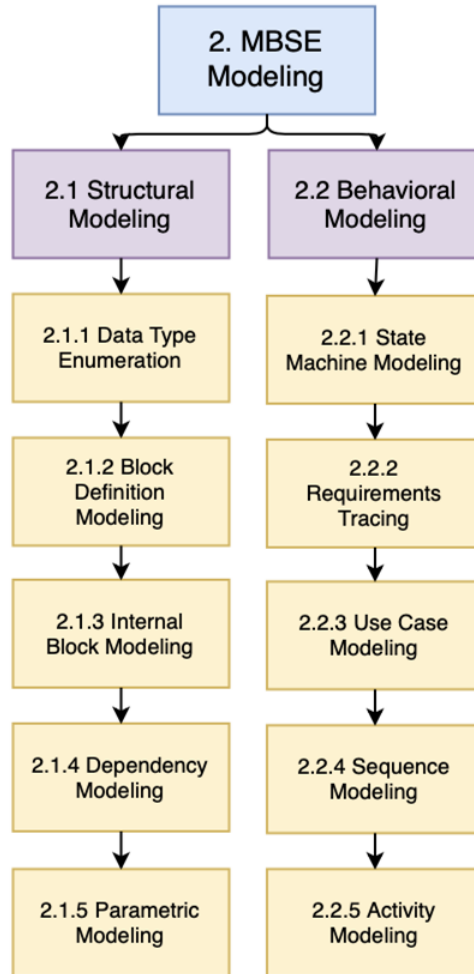 2. MBSE
Modeling
2.1 Structural
Modeling
2.2 Behavioral
Modeling
2.1.1 Data Type
Enumeration
2.2.1 State
Machine Modeling
2.1.2 Block
Definition
Modeling
2.2.2
Requirements
Tracing
2.1.3 Internal
Block Modeling
2.2.3 Use Case
Modeling
2.1.4 Dependency
Modeling
2.2.4 Sequence
Modeling
2.1.5 Parametric
Modeling
2.2.5 Activity
Modeling